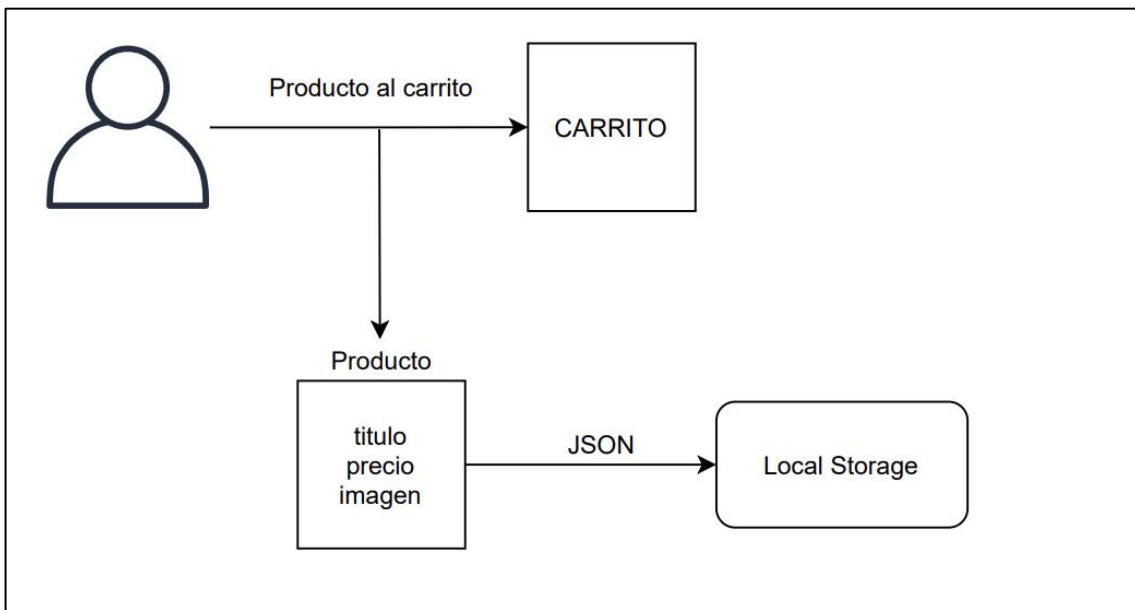 Producto al carrito
CARRITO
Producto
titulo
precio
imagen
JSON
Local Storage